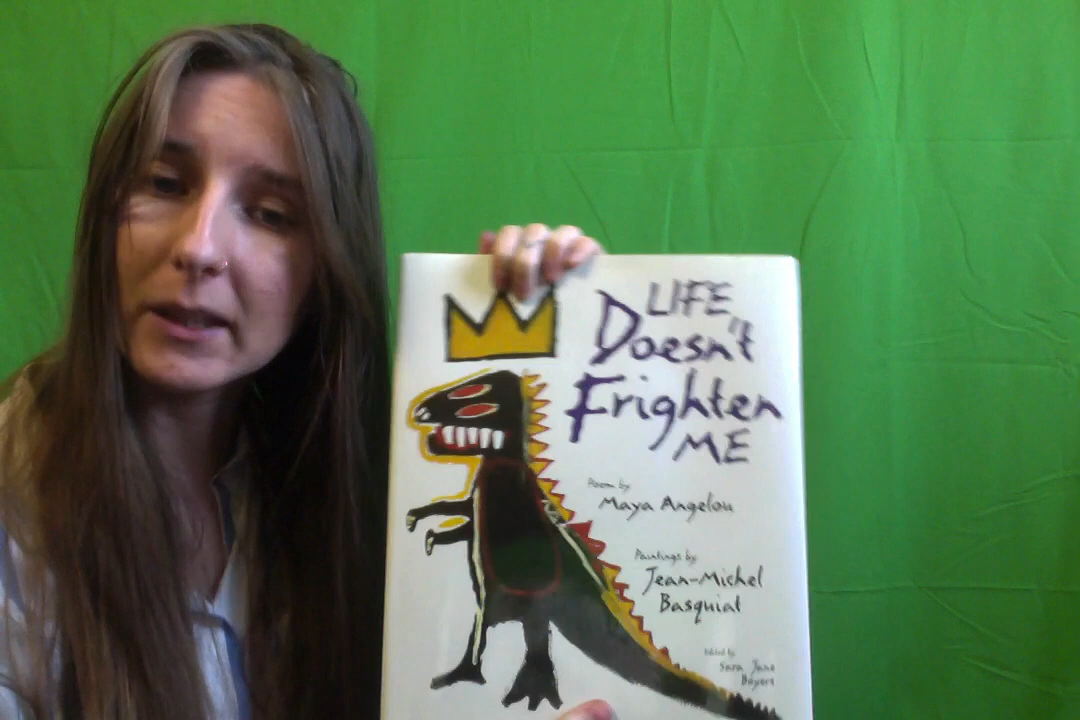 LIFE
Doesn't
Frighten
ME
Poem by
Maya Angelou
Paintings by
Jean-Michel
Basquiat
Edited by
Sara Jane
Boyers